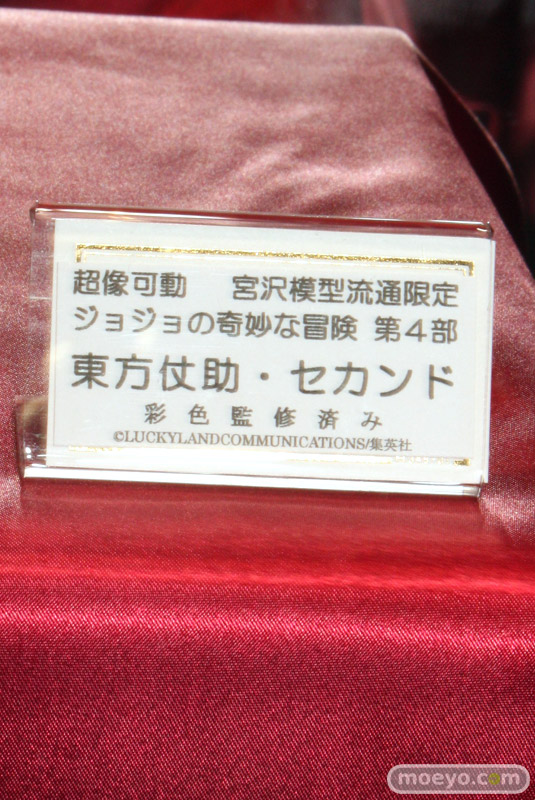 超像可動　宮沢模型流通限定
ジョジョの奇妙な冒険 第４部
東方仗助・セカンド
彩色監修済み
©LUCKYLANDCOMMUNICATIONS/集英社
moeyo.com